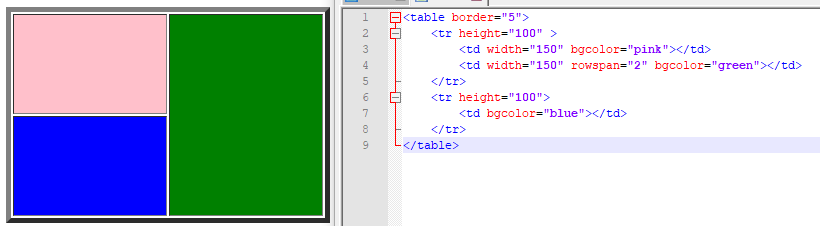 1 <table border="5">
2 <tr height="100" >
3 <td width="150" bgcolor="pink"></td>
4 <td width="150" rowspan="2" bgcolor="green"></td>
5 </tr>
6 <tr height="100">
7 <td bgcolor="blue"></td>
8 </tr>
9 </table>